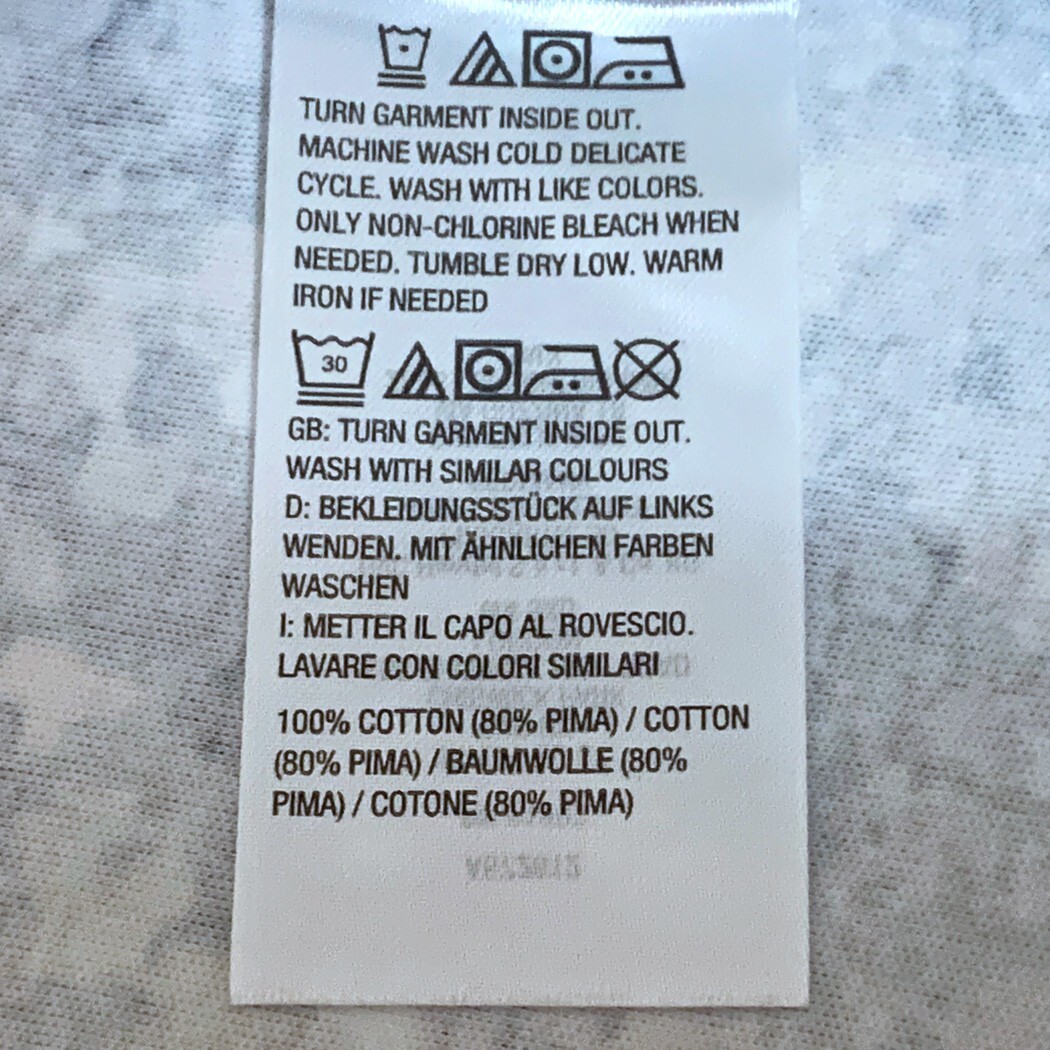 TURN GARMENT INSIDE OUT.
MACHINE WASH COLD DELICATE
CYCLE. WASH WITH LIKE COLORS.
ONLY NON-CHLORINE BLEACH WHEN
NEEDED. TUMBLE DRY LOW. WARM
IRON IF NEEDED
30
GB: TURN GARMENT INSIDE OUT.
WASH WITH SIMILAR COLOURS
D: BEKLEIDUNGSSTÜCK AUF LINKS
WENDEN. MIT ÄHNLICHEN FARBEN
WASCHEN
I: METTER IL CAPO AL ROVESCIO.
LAVARE CON COLORI SIMILARI
100% COTTON (80% PIMA) / COTTON
(80% PIMA) / BAUMWOLLE (80%
PIMA) / COTONE (80% PIMA)